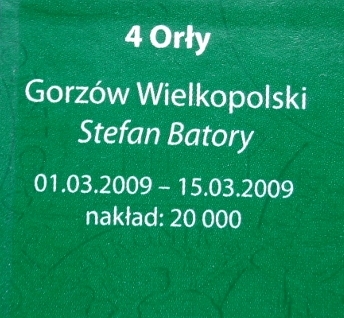 4 Orły
Gorzów Wielkopolski
Stefan Batory
01.03.2009 – 15.03.2009
nakład: 20 000